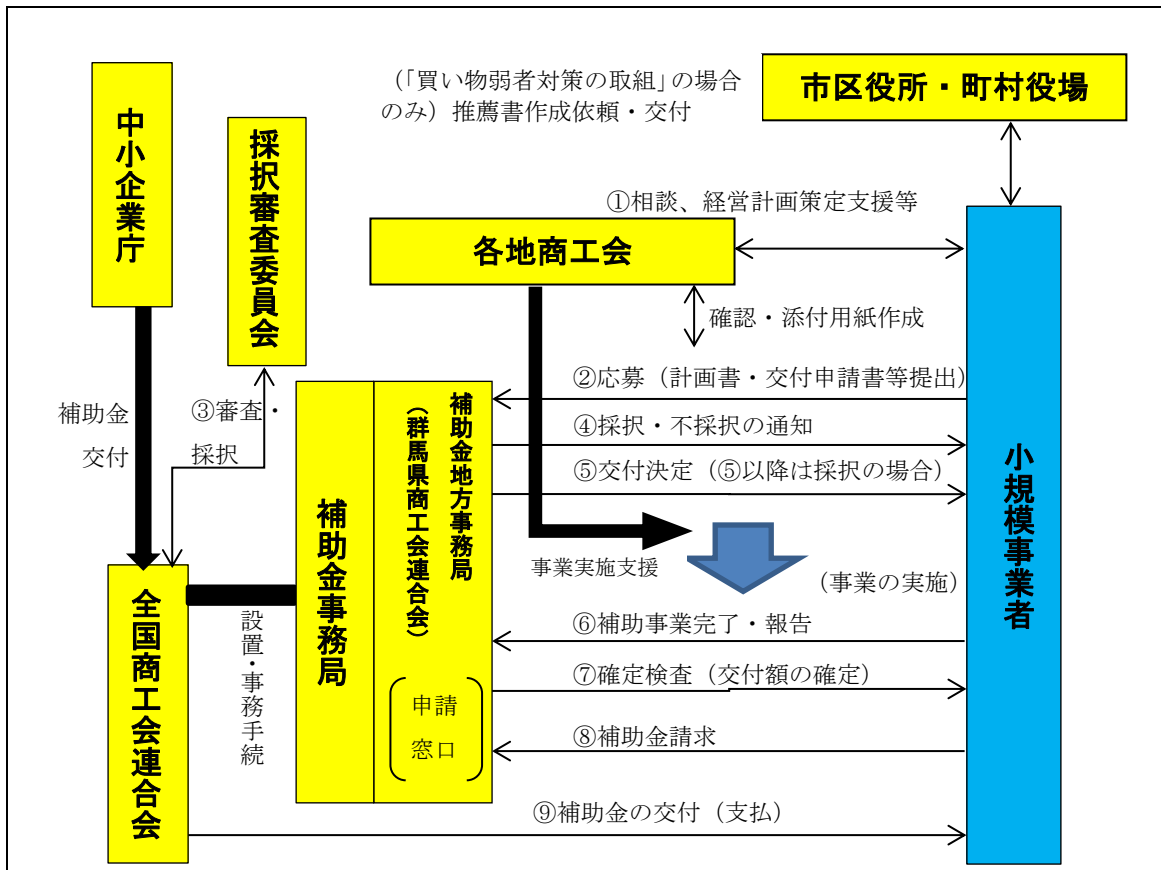 中小企業庁
採択審査委員会
（「買い物弱者対策の取組」の場合
のみ）推薦書作成依頼・交付
市区役所・町村役場
①相談、経営計画策定支援等
各地商工会
確認・添付用紙作成
補助金
交付
③審査・
採択
②応募（計画書・交付申請書等提出）
④採択・不採択の通知
⑤交付決定（⑤以降は採択の場合）
事業実施支援
（事業の実施）
小規模事業者
全国商工会連合会
設置・事務手続
補助金事務局
補助金地方事務局
（群馬県商工会連合会）
申請
窓口
⑥補助事業完了・報告
⑦確定検査（交付額の確定）
⑧補助金請求
⑨補助金の交付（支払）